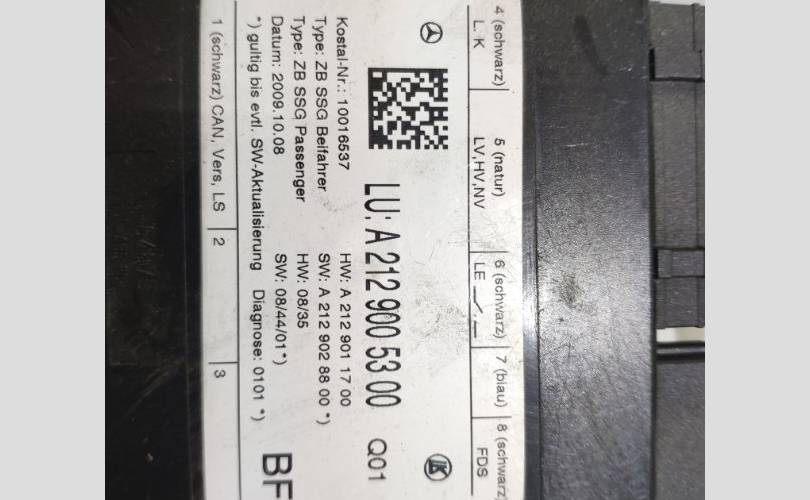 4 (schwarz) 5 (natur) 6 (schwarz) 7 (blau) 8 (schwarz)
L. K LV,HV,NV LE FDS
LU: A 212 900 53 00 Q01
Kostal-Nr.: 10016537 HW: A 212 901 17 00
Type: ZB SSG Beifahrer SW: A 212 902 88 00 *)
Type: ZB SSG Passenger HW: 08/35
Datum: 2009.10.08 SW: 08/44/01 *)
*) gültig bis evtl. SW-Aktualisierung Diagnose: 0101 *)
BF
1 (schwarz) CAN, Vers, LS 2 3